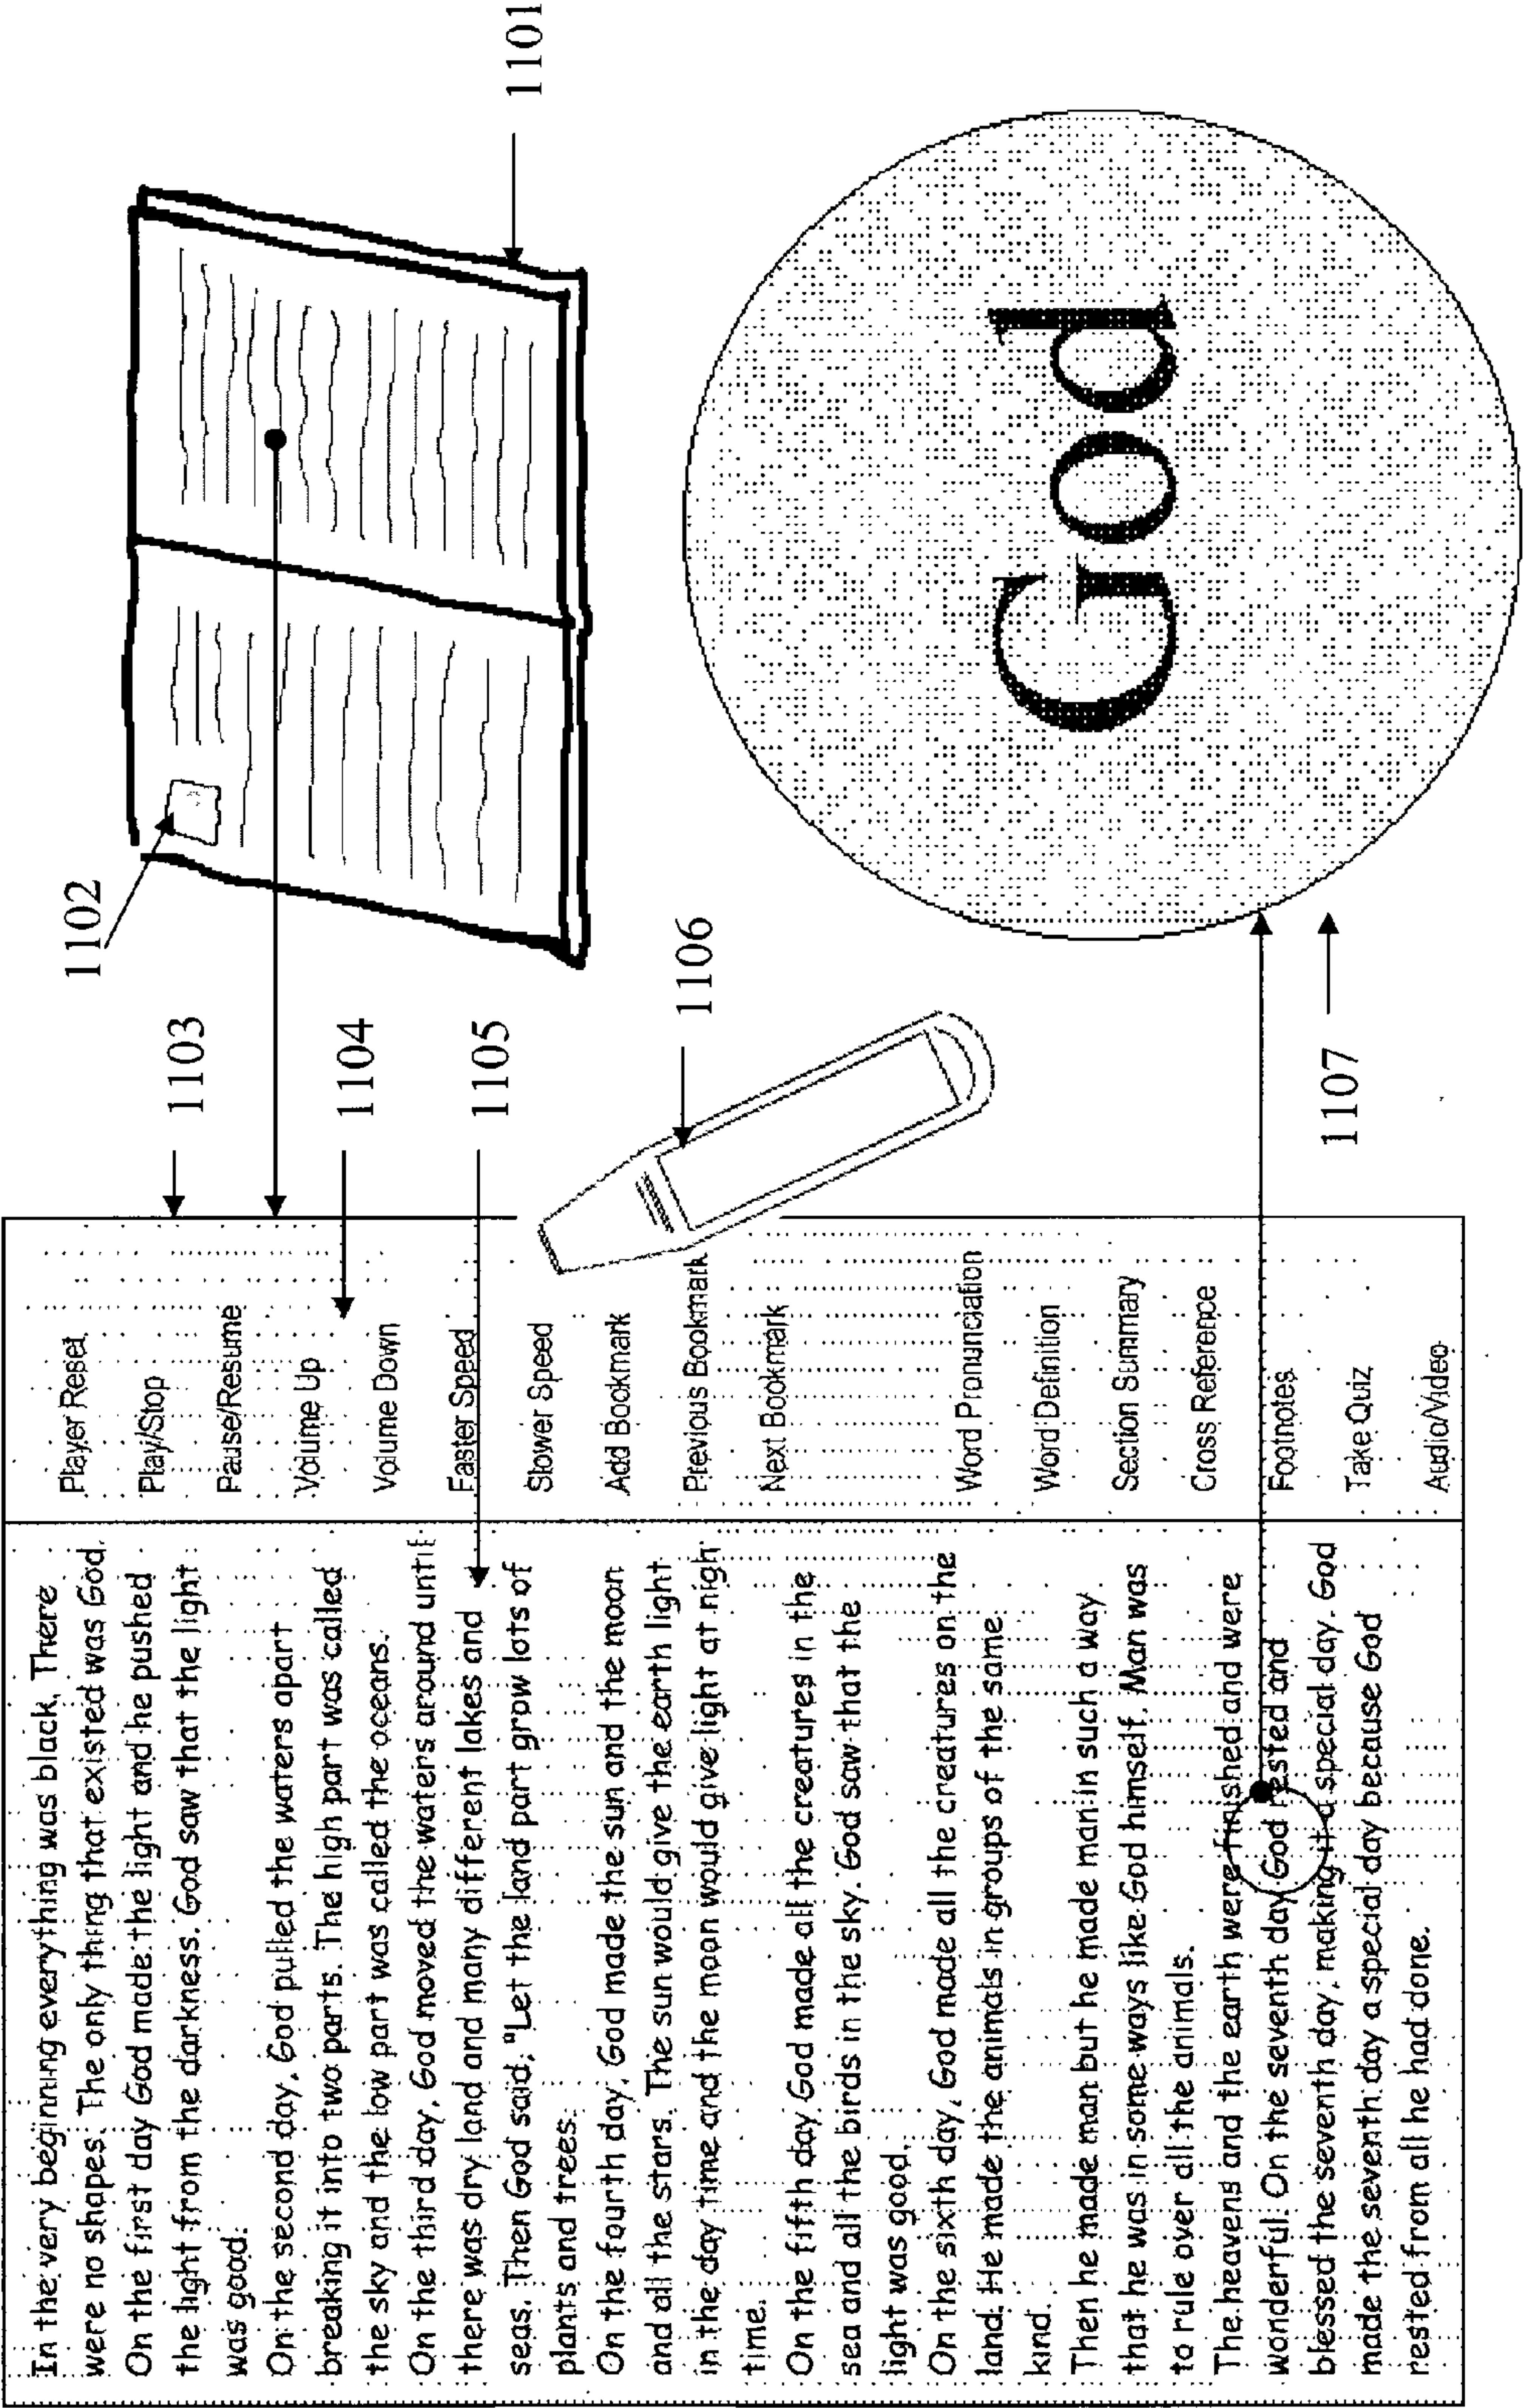 In the very beginning everything was black. There
were no shapes. The only thing that existed was God.
On the first day God made the light and he pushed
the light from the darkness. God saw that the light
was good.
On the second day, God pulled the waters apart
breaking it into two parts. The high part was called
the sky and the low part was called the oceans.
On the third day, God moved the waters around until
there was dry land and many different lakes and
seas. Then God said, "Let the land part grow lots of
plants and trees.
On the fourth day, God made the sun and the moon
and all the stars. The sun would give the earth light
in the day time and the moon would give light at nigh
time.
On the fifth day God made all the creatures in the
sea and all the birds in the sky. God saw that the
light was good.
On the sixth day, God made all the creatures on the
land. He made the animals in groups of the same
kind.
Then he made man but he made man in such a way
that he was in some ways like God himself. Man was
to rule over all the animals.
The heavens and the earth were finished and were
wonderful. On the seventh day God rested and
blessed the seventh day, making it a special day. God
made the seventh day a special day because God
rested from all he had done.
Player Reset
Play/Stop
Pause/Resume
Volume Up
Volume Down
Faster Speed
Slower Speed
Add Bookmark
Previous Bookmark
Next Bookmark
Word Pronunciation
Word Definition
Section Summary
Cross Reference
Footnotes
Take Quiz
Audio/Video
1103
1104
1105
1106
1107
1102
1101
God